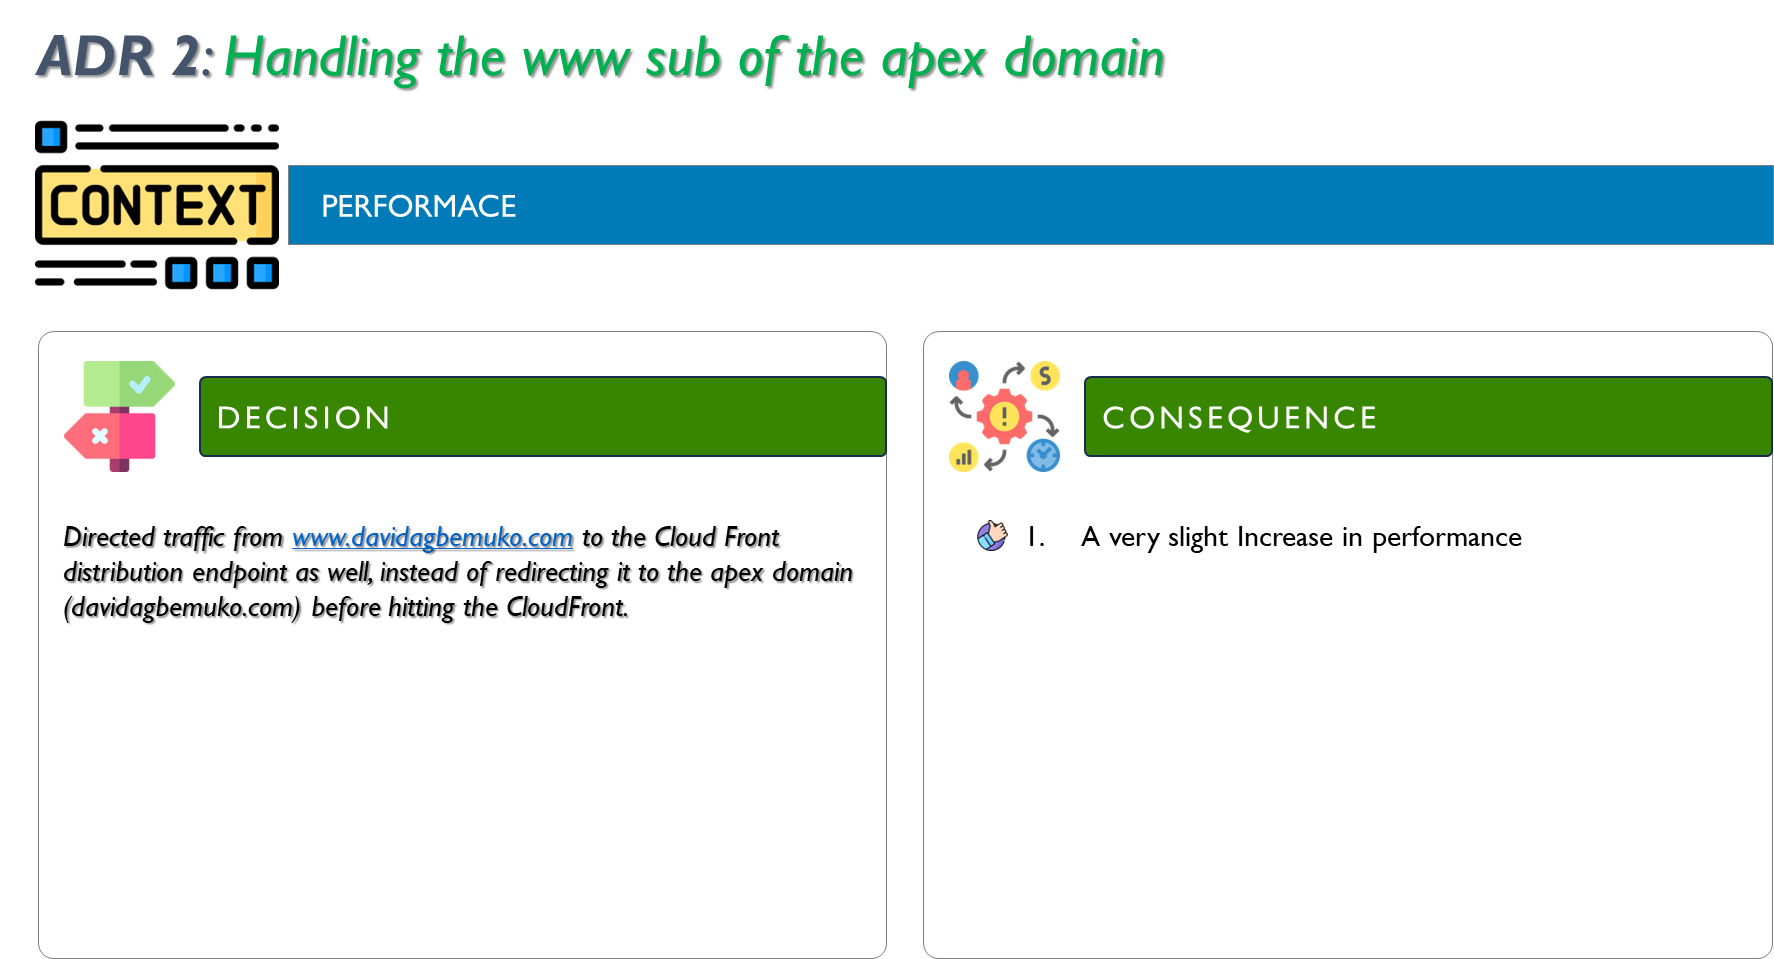 ADR 2: Handling the www sub of the apex domain
CONTEXT
PERFORMACE
DECISION
Directed traffic from www.davidagbemuko.com to the Cloud Front
distribution endpoint as well, instead of redirecting it to the apex domain
(davidagbemuko.com) before hitting the CloudFront.
CONSEQUENCE
1. A very slight Increase in performance